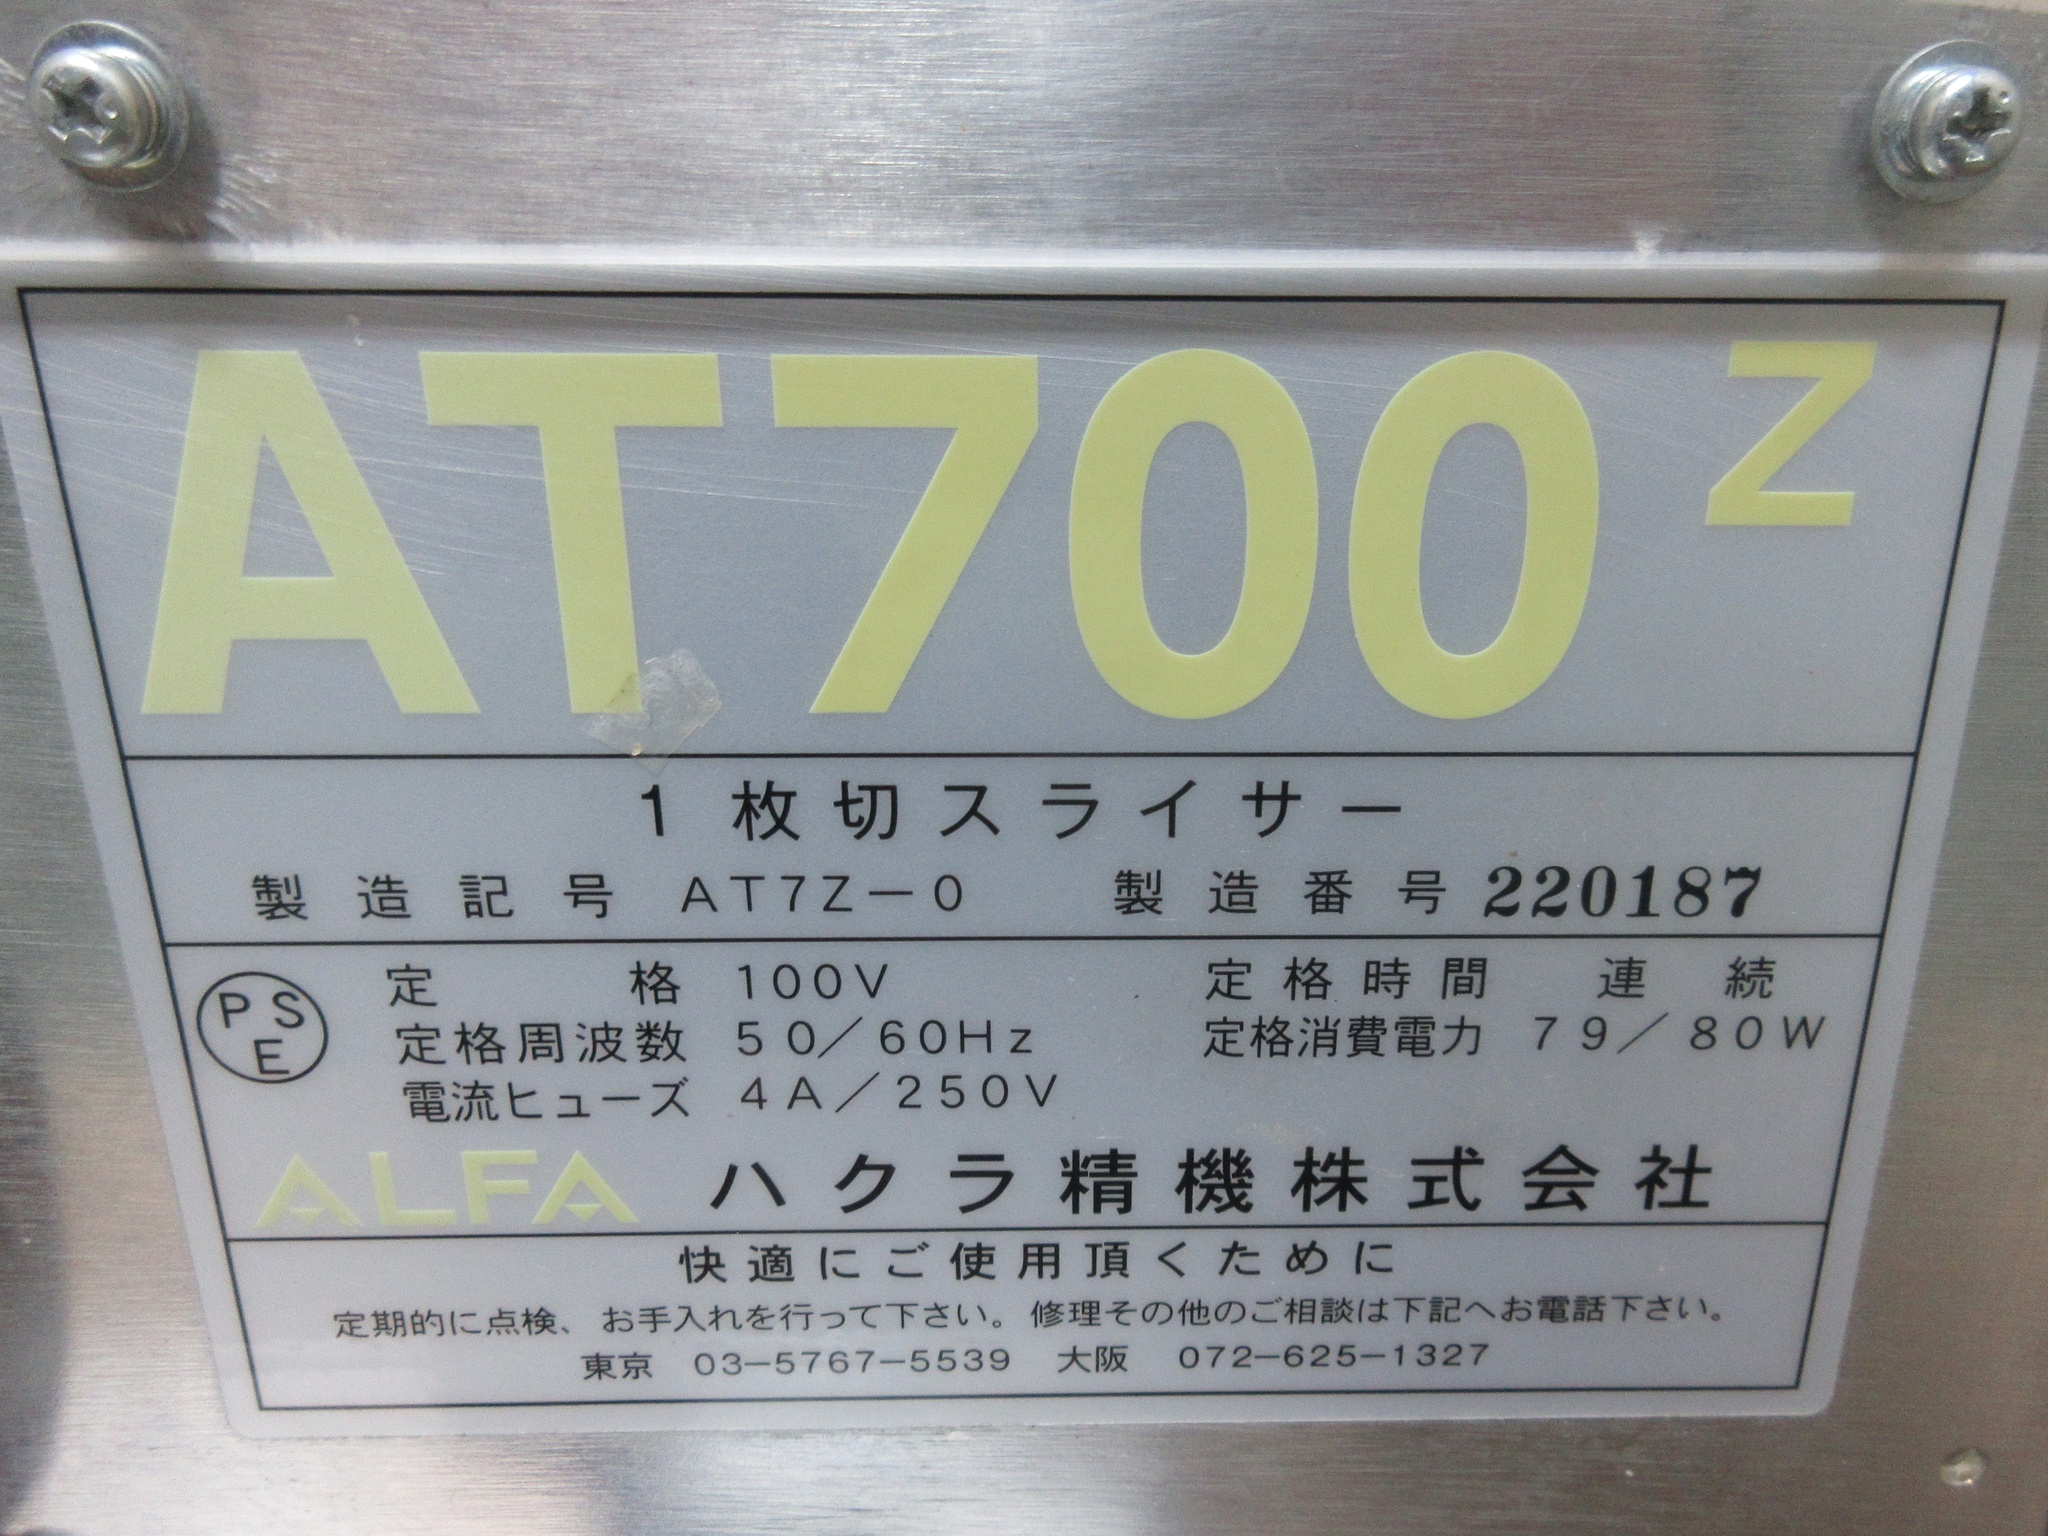 AT700 Z
1枚切スライサー
製造記号 AT7Z－0 製造番号 220187
定格 100V 定格時間 連続
PSE 定格周波数 50／60Hz 定格消費電力 79／80W
電流ヒューズ 4A／250V
ALFA ハクラ精機株式会社
快適にご使用頂くために
定期的に点検、お手入れを行って下さい。修理その他のご相談は下記へお電話下さい。
東京 03－5767－5539 大阪 072－625－1327